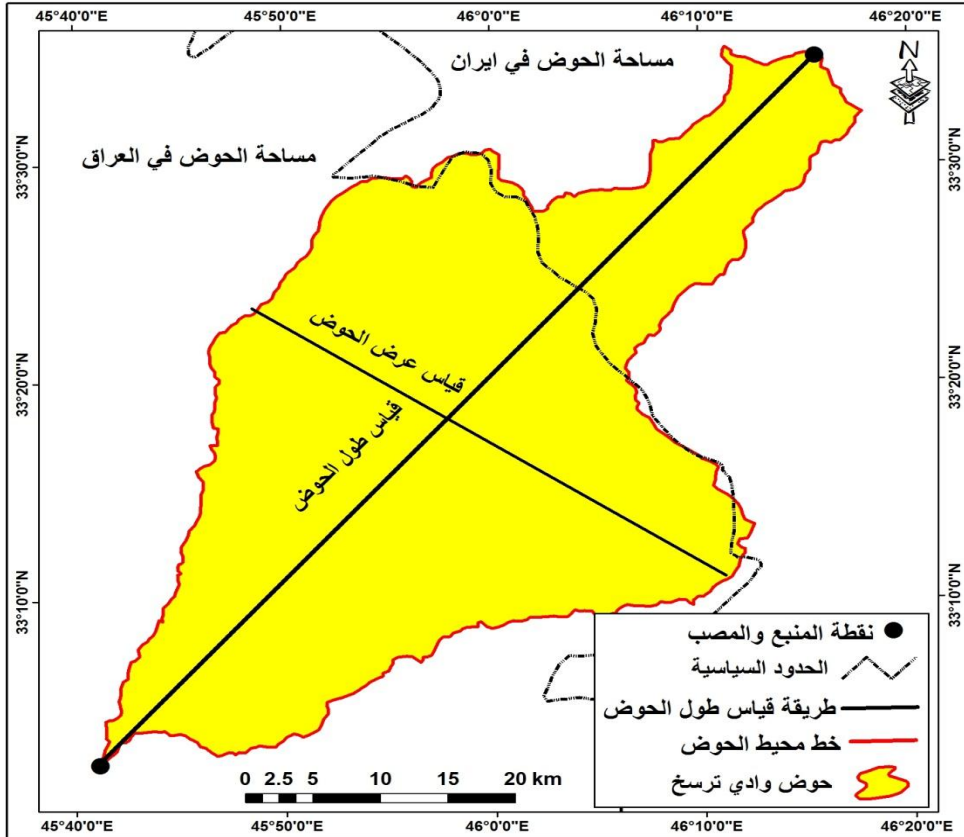 45°40'0"E 45°50'0"E 46°0'0"E 46°10'0"E 46°20'0"E
N
مساحة الحوض في ايران
مساحة الحوض في العراق
33°30'0"N 33°30'0"N
قياس عرض الحوض
33°20'0"N 33°20'0"N
قياس طول الحوض
33°10'0"N 33°10'0"N
نقطة المنبع والمصب
الحدود السياسية
طريقة قياس طول الحوض
خط محيط الحوض
حوض وادي ترسخ
0 2.5 5 10 15 20 km
45°40'0"E 45°50'0"E 46°0'0"E 46°10'0"E 46°20'0"E